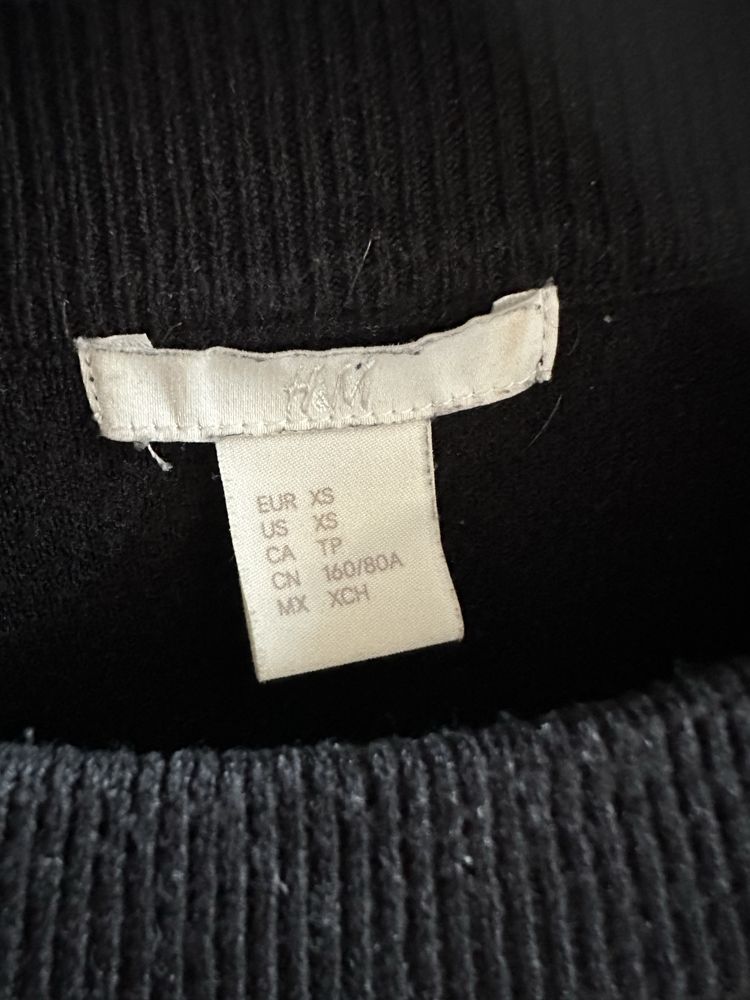 H&M
EUR XS
US XS
CA TP
CN 160/80A
MX XCH